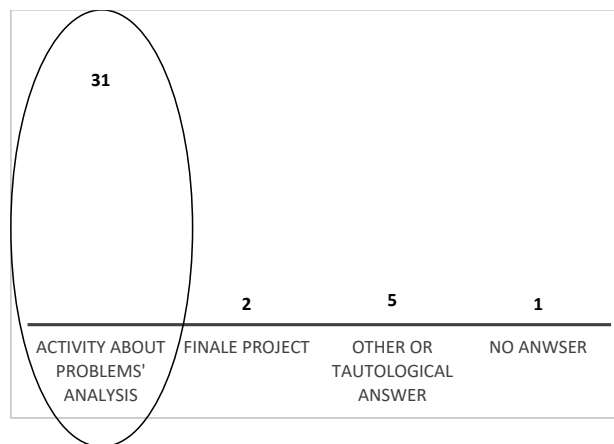 31
2
5
1
ACTIVITY ABOUT
PROBLEMS'
ANALYSIS
FINALE PROJECT
OTHER OR
TAUTOLOGICAL
ANSWER
NO ANWSER